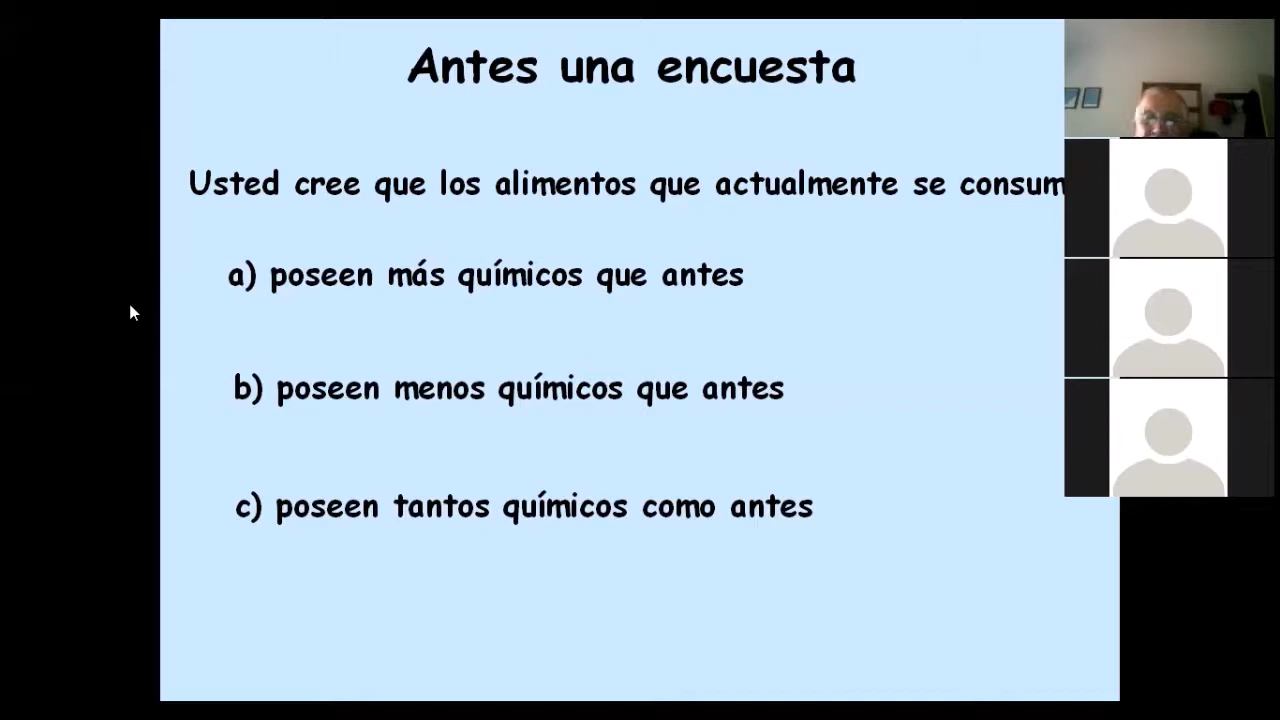 Antes una encuesta
Usted cree que los alimentos que actualmente se
a) poseen más químicos que antes
b) poseen menos químicos que antes
c) poseen tantos químicos como antes